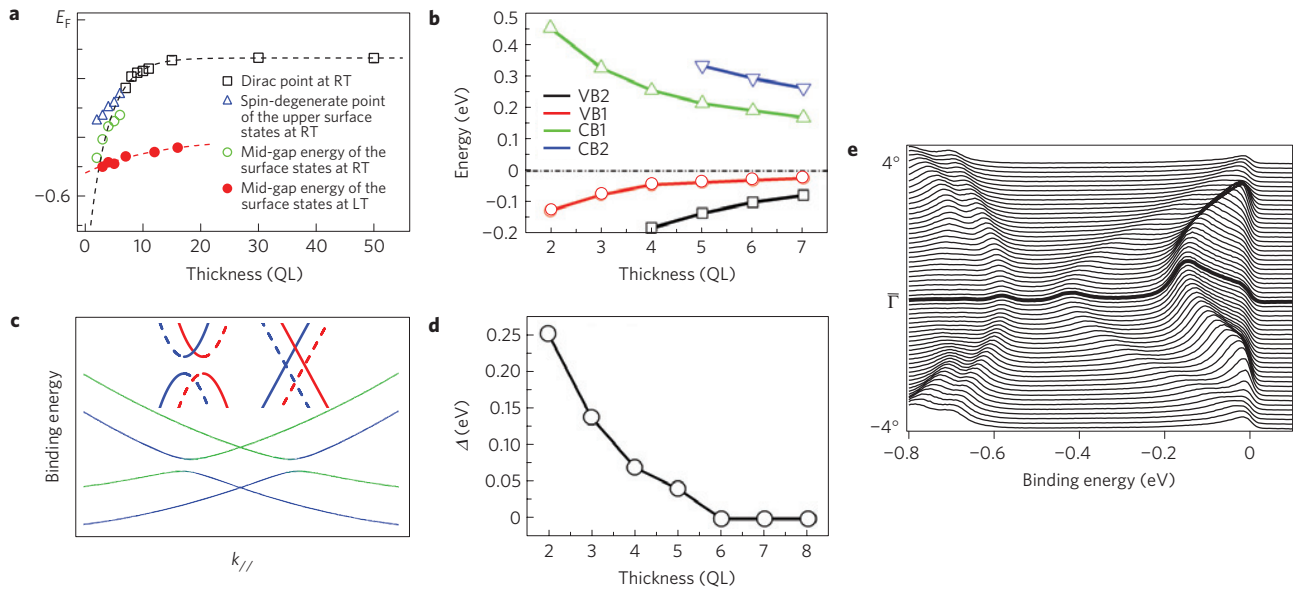 a
E_F
−0.6
0
10
20
30
40
50
Thickness (QL)
Dirac point at RT
Spin-degenerate point
of the upper surface
states at RT
Mid-gap energy of the
surface states at RT
Mid-gap energy of the
surface states at LT
b
Energy (eV)
0.5
0.4
0.3
0.2
0.1
0
−0.1
−0.2
VB2
VB1
CB1
CB2
2
3
4
5
6
7
Thickness (QL)
c
Binding energy
k_//
d
Δ (eV)
0.25
0.20
0.15
0.10
0.05
0
2
3
4
5
6
7
8
Thickness (QL)
e
4°
Γ̅
−4°
−0.8
−0.6
−0.4
−0.2
0
Binding energy (eV)